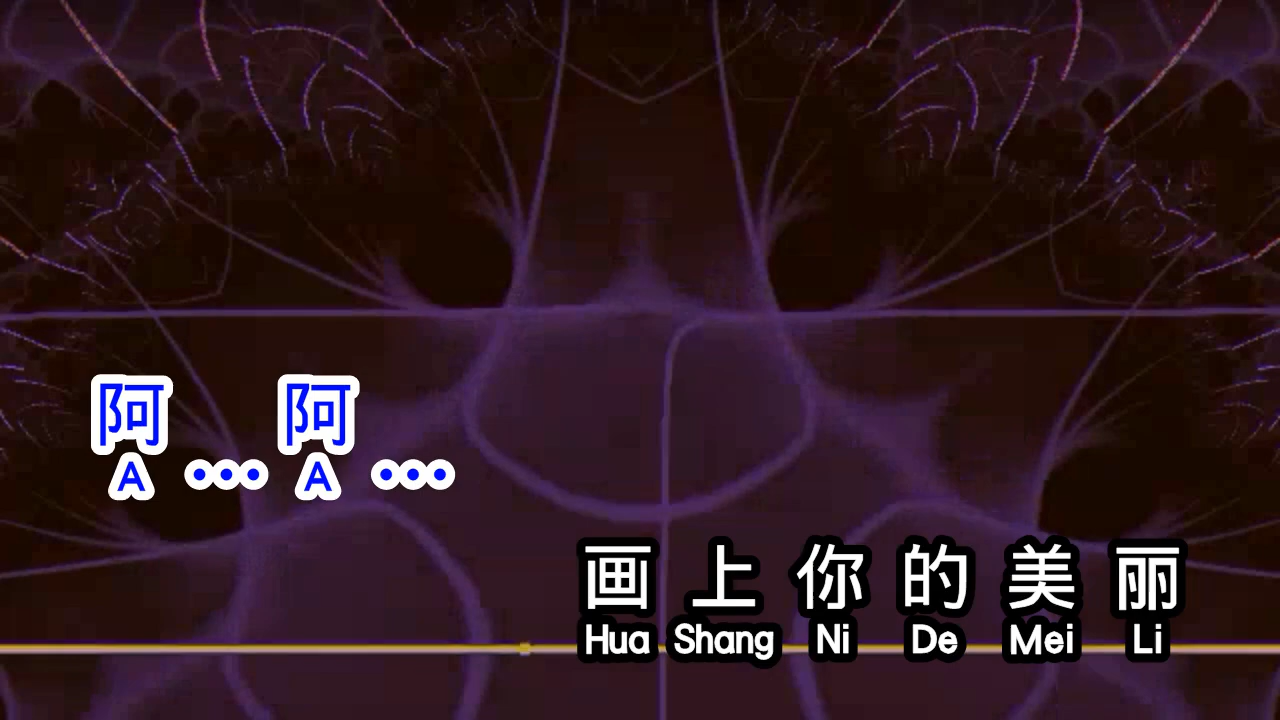 阿 阿
A ••• A •••
画 上 你 的 美 丽
Hua Shang Ni De Mei Li